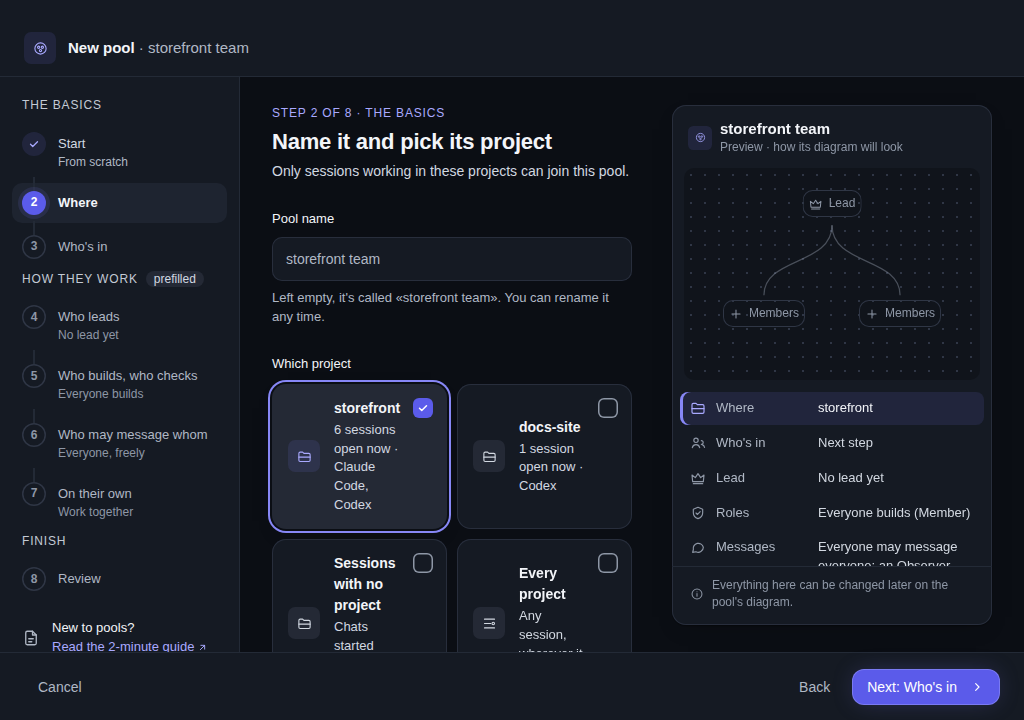 New pool · storefront team
THE BASICS
Start
From scratch
2
Where
3
Who's in
HOW THEY WORK prefilled
4
Who leads
No lead yet
5
Who builds, who checks
Everyone builds
6
Who may message whom
Everyone, freely
7
On their own
Work together
FINISH
8
Review
New to pools?
Read the 2-minute guide
STEP 2 OF 8 · THE BASICS
Name it and pick its project
Only sessions working in these projects can join this pool.
Pool name
storefront team
Left empty, it's called «storefront team». You can rename it
any time.
Which project
storefront
6 sessions
open now ·
Claude
Code,
Codex
docs-site
1 session
open now ·
Codex
Sessions
with no
project
Chats
started
Every
project
Any
session,
wherever it
storefront team
Preview · how its diagram will look
Lead
Members
Members
Where storefront
Who's in Next step
Lead No lead yet
Roles Everyone builds (Member)
Messages Everyone may message
everyone; an Observer
Everything here can be changed later on the
pool's diagram.
Cancel
Back
Next: Who's in